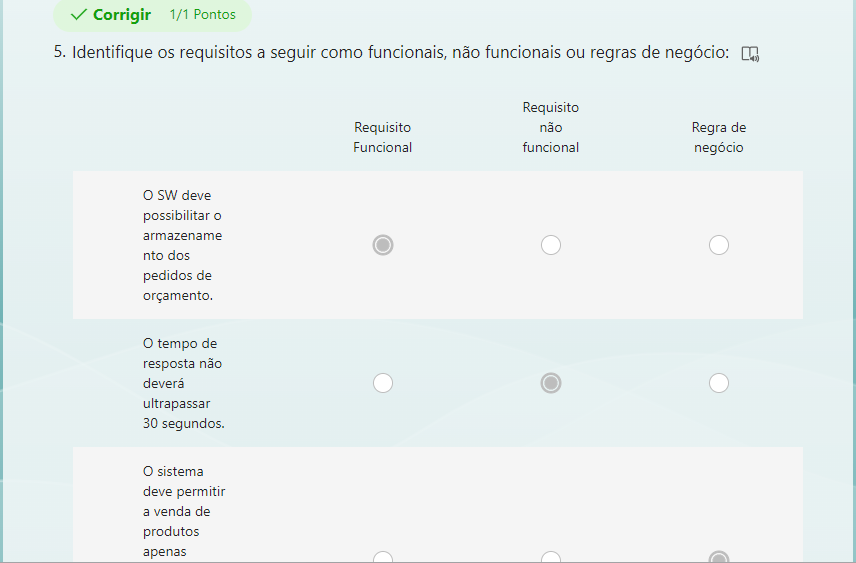 Corrigir 1/1 Pontos
5. Identifique os requisitos a seguir como funcionais, não funcionais ou regras de negócio:
Requisito
Funcional
Requisito
não
funcional
Regra de
negócio
O SW deve
possibilitar o
armazename
nto dos
pedidos de
orçamento.
O tempo de
resposta não
deverá
ultrapassar
30 segundos.
O sistema
deve permitir
a venda de
produtos
apenas